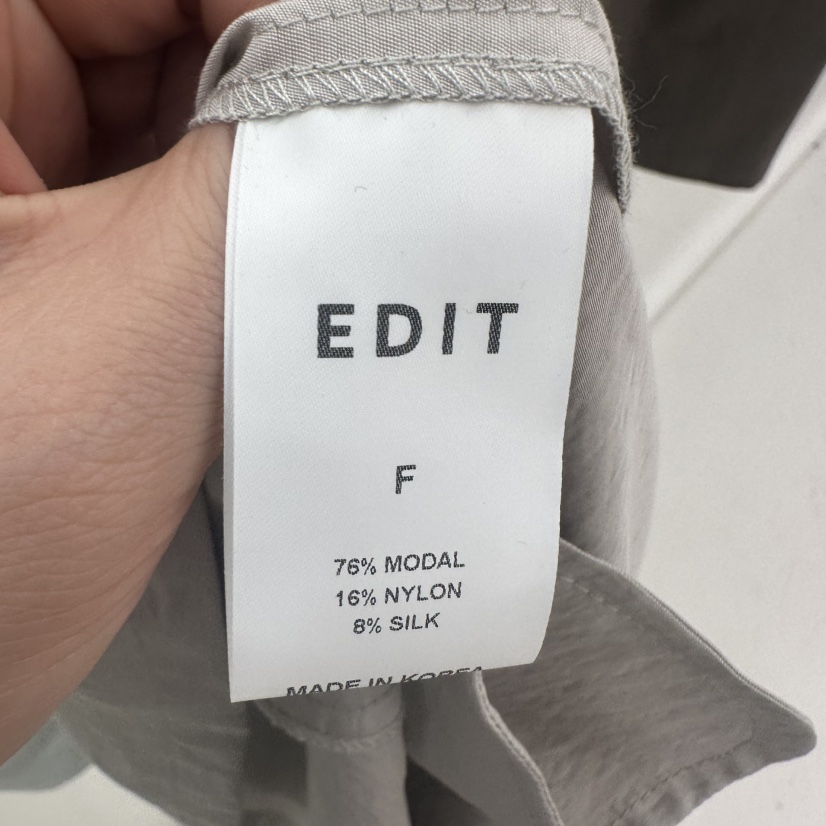 EDIT
F
76% MODAL
16% NYLON
8% SILK
MADE IN KOREA